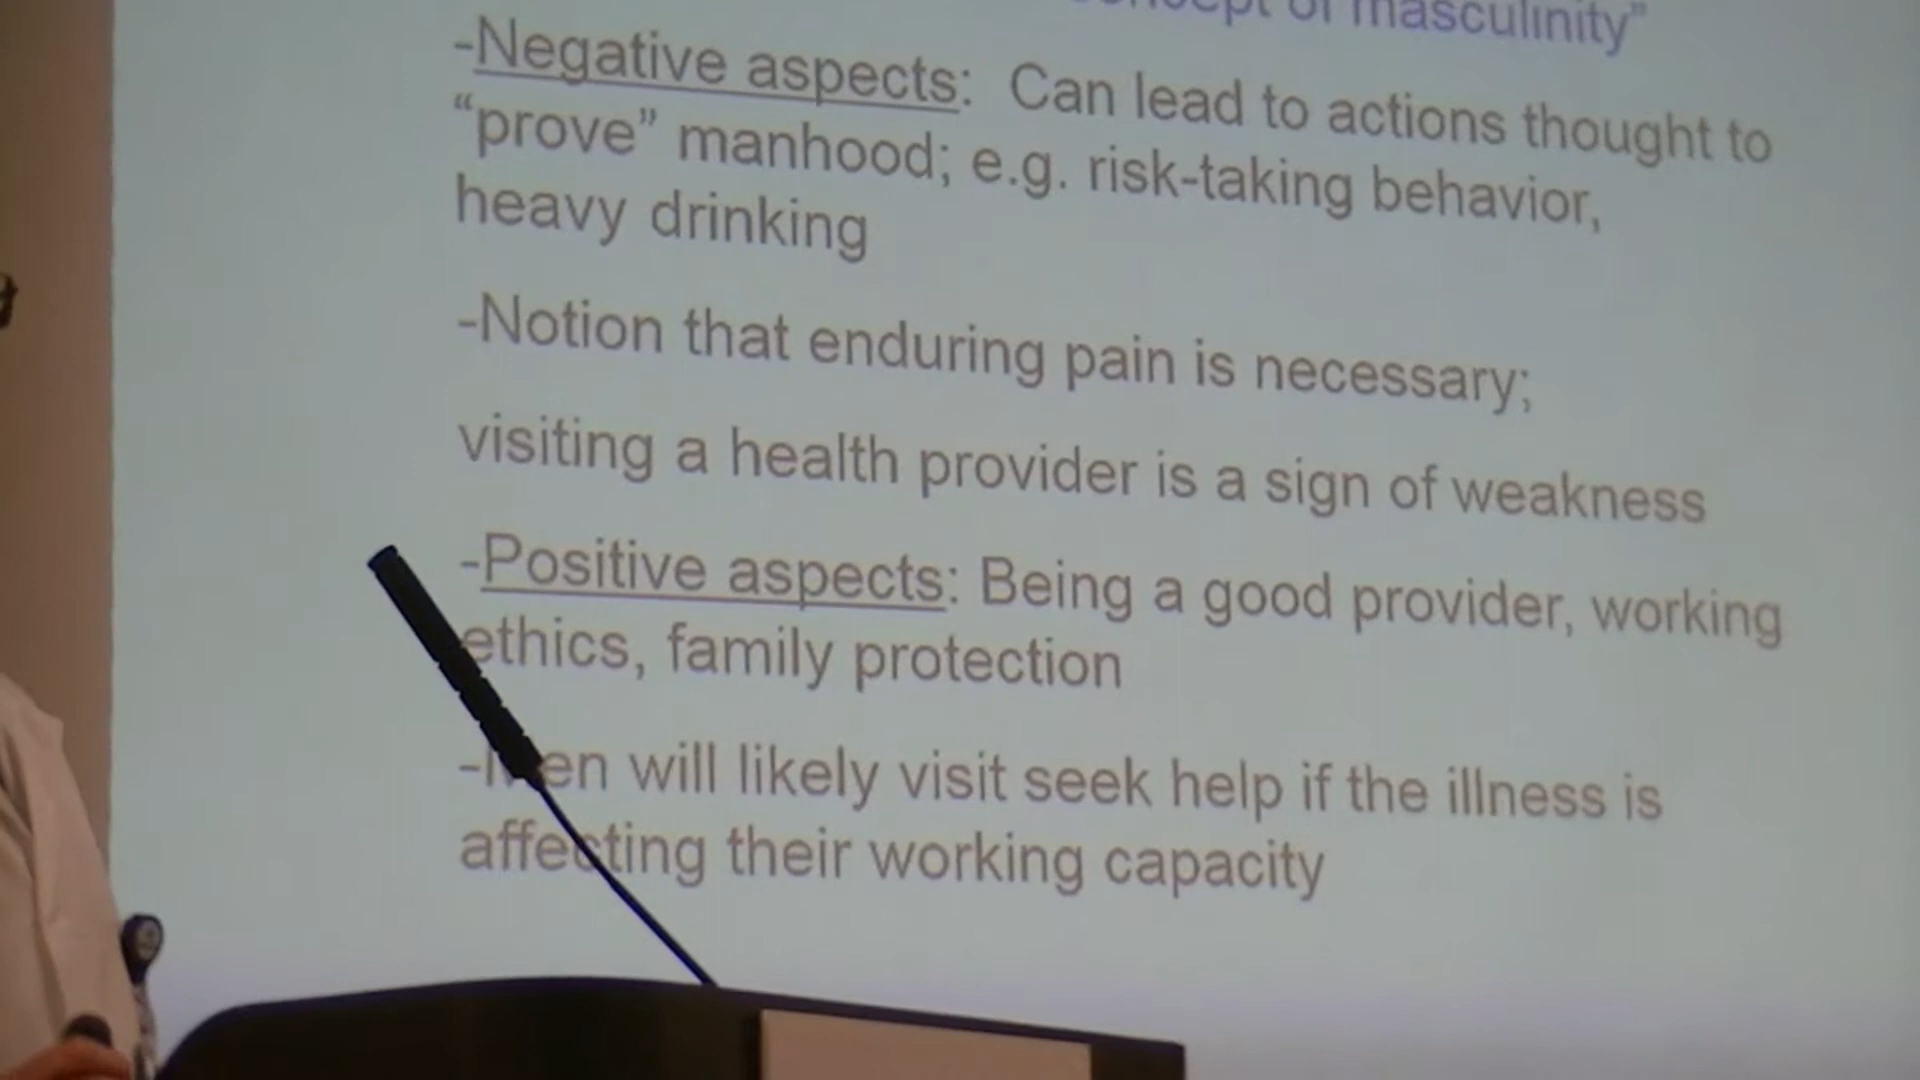 of masculinity”
-Negative aspects: Can lead to actions thought to
“prove” manhood; e.g. risk-taking behavior,
heavy drinking
-Notion that enduring pain is necessary;
visiting a health provider is a sign of weakness
-Positive aspects: Being a good provider, working
ethics, family protection
-Men will likely visit seek help if the illness is
affecting their working capacity